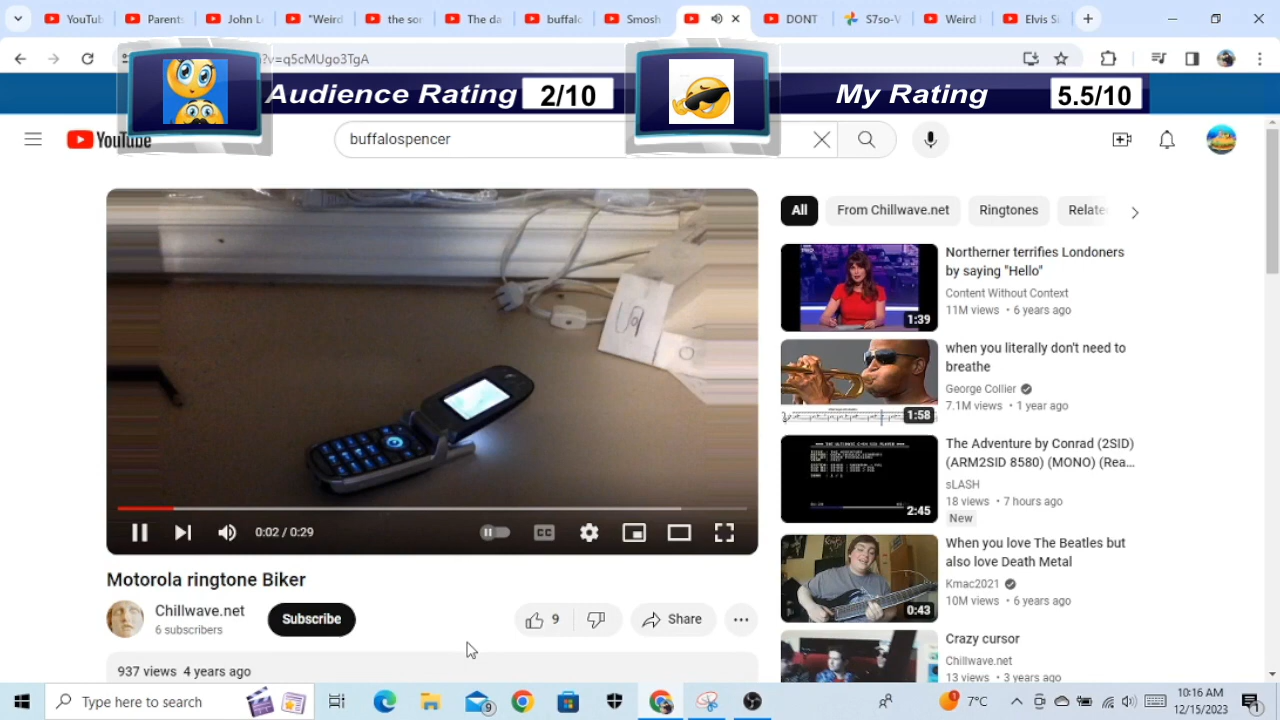 YouTub
Parents
John L
"Weird
the so
The da
buffalo
Smosh
DONT
S7so-V
Weird
Elvis S
?v=q5cMUgo3TgA
Audience Rating 2/10
My Rating 5.5/10
YouTube
buffalospencer
All
From Chillwave.net
Ringtones
Relate
Northerner terrifies Londoners
by saying "Hello"
Content Without Context
11M views • 6 years ago
1:39
when you literally don't need to
breathe
George Collier
7.1M views • 1 year ago
1:58
The Adventure by Conrad (2SID)
(ARM2SID 8580) (MONO) (Rea...
sLASH
18 views • 7 hours ago
New
2:45
When you love The Beatles but
also love Death Metal
Kmac2021
10M views • 6 years ago
0:43
Crazy cursor
Chillwave.net
13 views • 3 years ago
0:02 / 0:29
CC
Motorola ringtone Biker
Chillwave.net
6 subscribers
Subscribe
9
Share
937 views 4 years ago
Type here to search
9
1
7°C
10:16 AM
12/15/2023
1